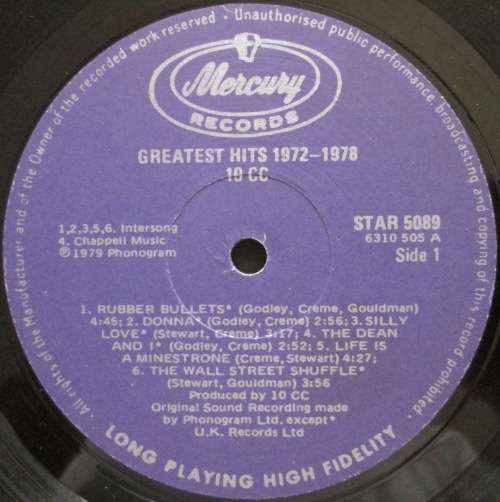 All rights of the Manufacturer and of the Owner of the recorded work reserved - Unauthorised public performance broadcasting and copying of this record prohibited.
Mercury
RECORDS
GREATEST HITS 1972-1978
10 CC
1,2,3,5,6. Intersong
4. Chappell Music
℗1979 Phonogram
STAR 5089
6310 505 A
Side 1
1. RUBBER BULLETS* (Godley, Creme, Gouldman)
4:45; 2. DONNA* (Godley, Creme) 2:56; 3. SILLY
LOVE* (Stewart, Creme) 3:17; 4. THE DEAN
AND I* (Godley, Creme) 2:52; 5. LIFE IS
A MINESTRONE (Creme, Stewart) 4:27;
6. THE WALL STREET SHUFFLE*
(Stewart, Gouldman) 3:56
Produced by 10 CC
Original Sound Recording made
by Phonogram Ltd. except*
U.K. Records Ltd
LONG PLAYING HIGH FIDELITY